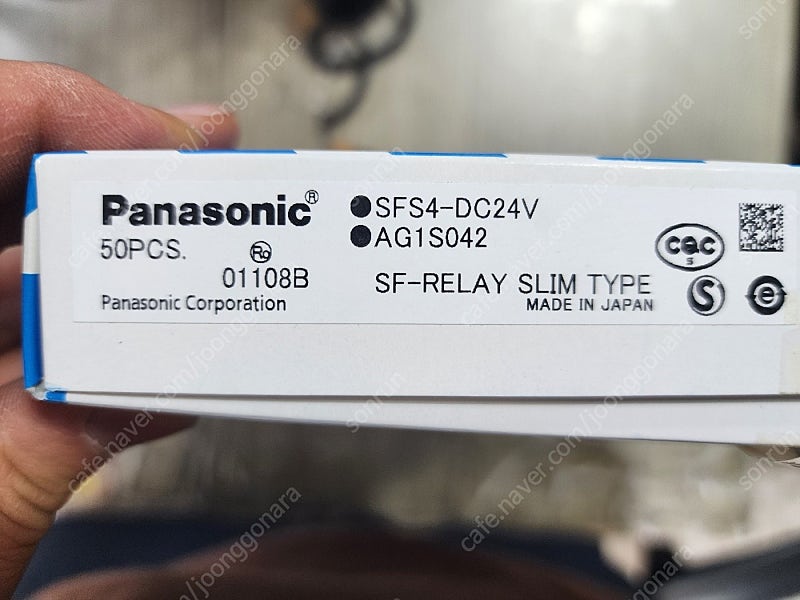 Panasonic®
50PCS.
01108B
Panasonic Corporation
●SFS4-DC24V
●AG1S042
SF-RELAY SLIM TYPE
MADE IN JAPAN
cqc
s
S
e
cafe.naver.com/joonggonara
sonrun